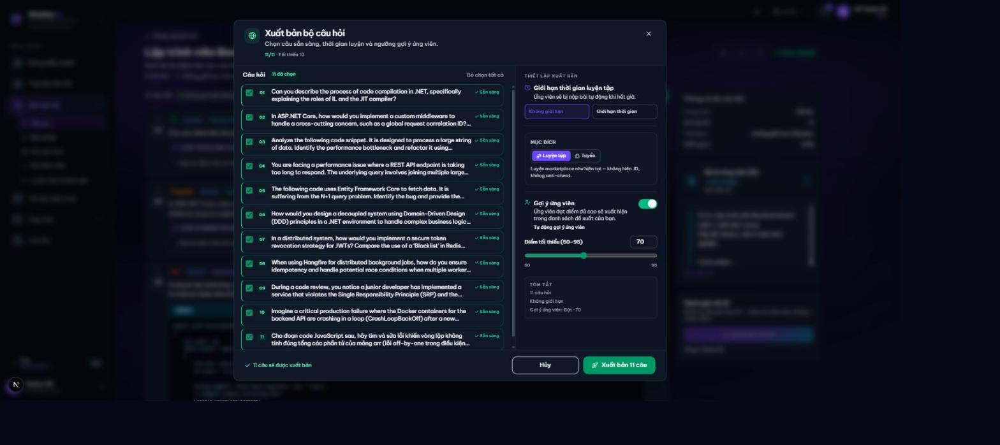 Xuất bản bộ câu hỏi
Chọn câu sẵn sàng, thời gian luyện và ngưỡng gợi ý ứng viên.
11/11 · Tối thiểu 10
Câu hỏi
11 đã chọn
Bỏ chọn tất cả
01
Can you describe the process of code compilation in .NET, specifically
explaining the roles of IL and the JIT compiler?
Sẵn sàng
02
In ASP.NET Core, how would you implement a custom middleware to
handle a cross-cutting concern, such as a global request correlation ID?...
Sẵn sàng
03
Analyze the following code snippet. It is designed to process a large string
of data. Identify the performance bottleneck and refactor it using...
Sẵn sàng
04
You are facing a performance issue where a REST API endpoint is taking
too long to respond. The underlying query involves joining multiple large...
Sẵn sàng
05
The following code uses Entity Framework Core to fetch data. It is
suffering from the N+1 query problem. Identify the bug and provide the...
Sẵn sàng
06
How would you design a decoupled system using Domain-Driven Design
(DDD) principles in a .NET environment to handle complex business logic...
Sẵn sàng
07
In a distributed system, how would you implement a secure token
revocation strategy for JWTs? Compare the use of a 'Blacklist' in Redis...
Sẵn sàng
08
When using Hangfire for distributed background jobs, how do you ensure
idempotency and handle potential race conditions when multiple worker...
Sẵn sàng
09
During a code review, you notice a junior developer has implemented a
service that violates the Single Responsibility Principle (SRP) and the...
Sẵn sàng
10
Imagine a critical production failure where the Docker containers for the
backend API are crashing in a loop (CrashLoopBackOff) after a new...
Sẵn sàng
11
Cho đoạn code JavaScript sau, hãy tìm và sửa lỗi khiến vòng lặp không
tính đúng tổng các phần tử của mảng arr (lỗi off-by-one trong điều kiện...
Sẵn sàng
THIẾT LẬP XUẤT BẢN
Giới hạn thời gian luyện tập
Ứng viên sẽ bị nộp bài tự động khi hết giờ.
Không giới hạn
Giới hạn thời gian
MỤC ĐÍCH
Luyện tập
Tuyển
Luyện marketplace như hiện tại — không hiện JD,
không anti-cheat.
Gợi ý ứng viên
Ứng viên đạt điểm đủ cao sẽ xuất hiện
trong danh sách đề xuất của bạn.
Tự động gợi ý ứng viên
Điểm tối thiểu (50–95)
70
50
95
TÓM TẮT
11 câu hỏi
Không giới hạn
Gợi ý ứng viên: Bật · 70
11 câu sẽ được xuất bản
Hủy
Xuất bản 11 câu
N